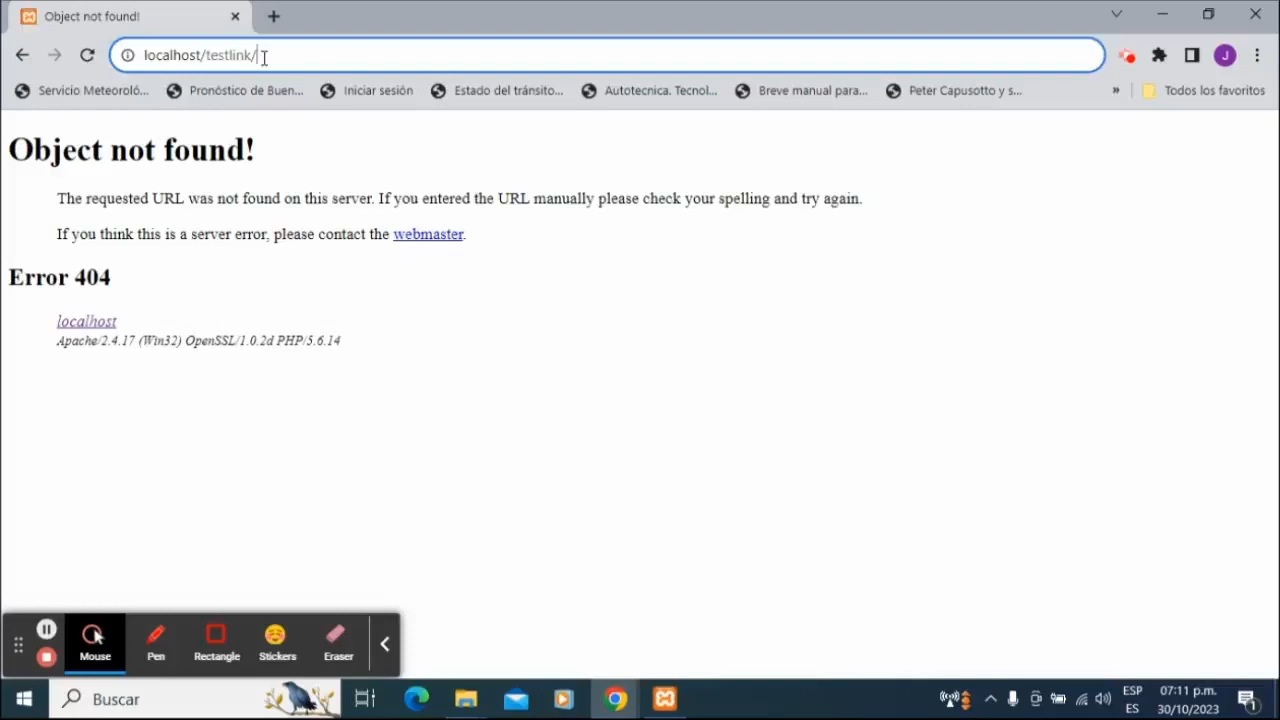 Object not found!
localhost/testlink/
Servicio Meteoroló...
Pronóstico de Buen...
Iniciar sesión
Estado del tránsito...
Autotecnica. Tecnol...
Breve manual para...
Peter Capusotto y s...
»
Todos los favoritos
J
Object not found!
The requested URL was not found on this server. If you entered the URL manually please check your spelling and try again.
If you think this is a server error, please contact the webmaster.
Error 404
localhost
Apache/2.4.17 (Win32) OpenSSL/1.0.2d PHP/5.6.14
Mouse
Pen
Rectangle
Stickers
Eraser
Buscar
ESP
ES
07:11 p.m.
30/10/2023
1